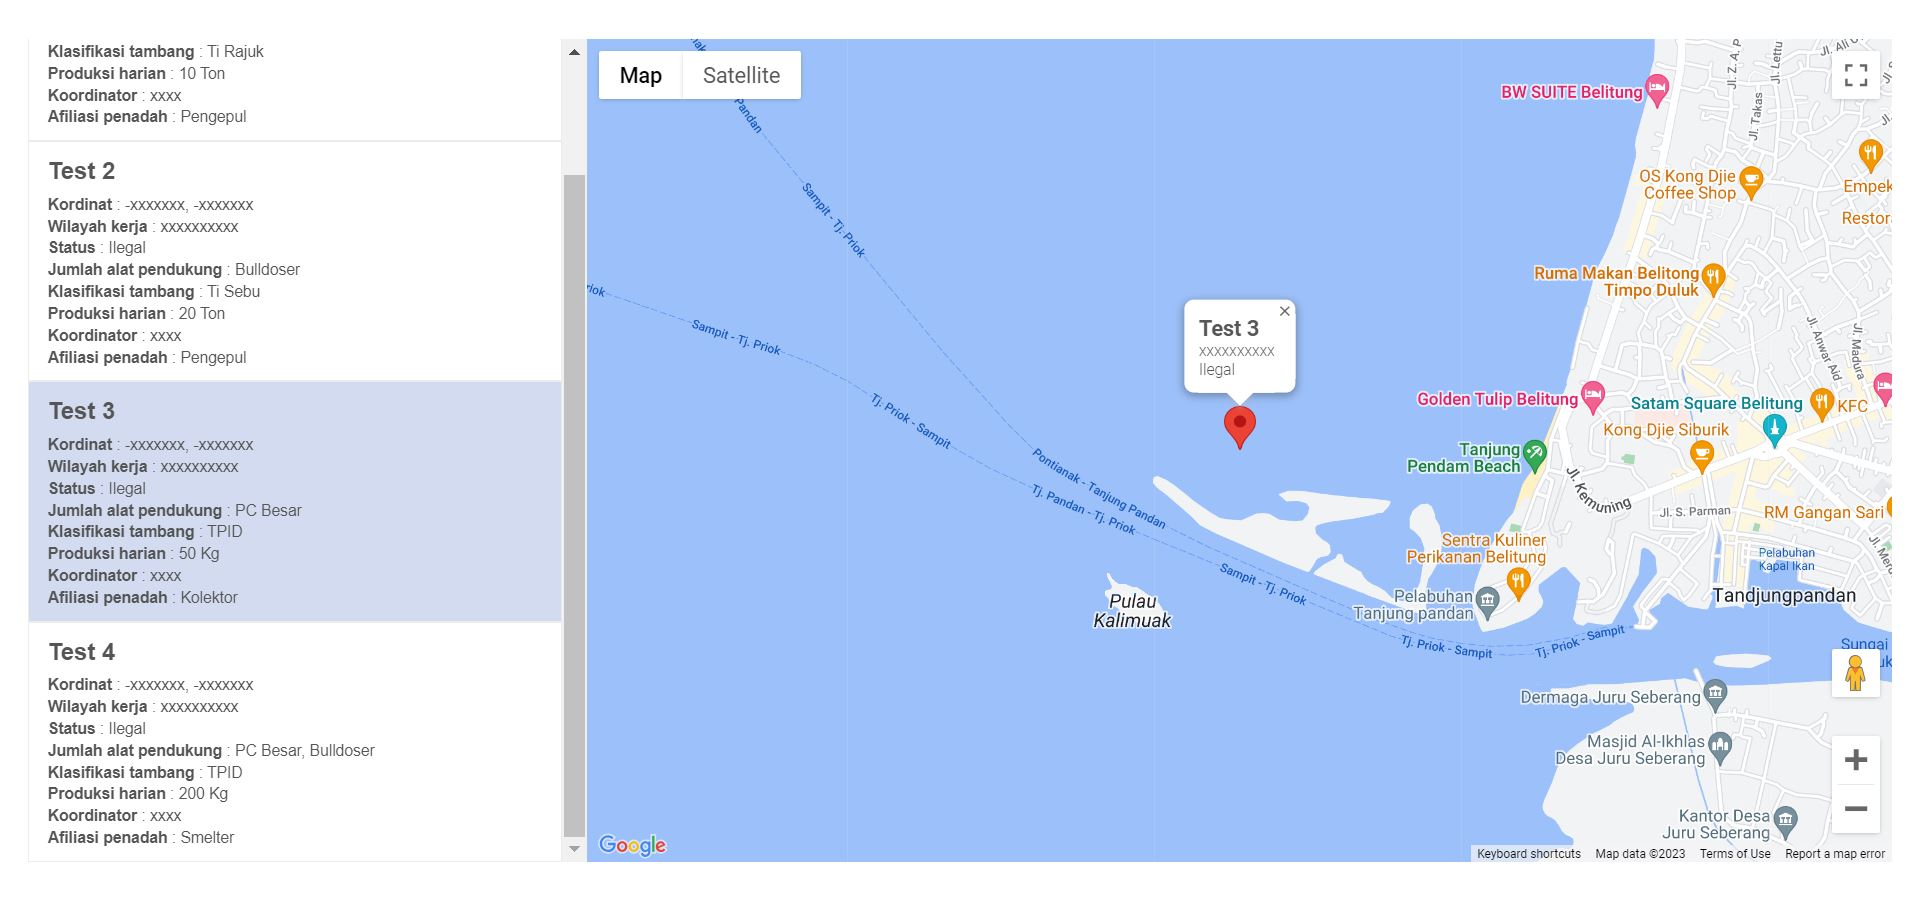 Klasifikasi tambang : Ti Rajuk
Produksi harian : 10 Ton
Koordinator : xxxx
Afiliasi penadah : Pengepul
Test 2
Kordinat : -xxxxxxx, -xxxxxxx
Wilayah kerja : xxxxxxxxxx
Status : Ilegal
Jumlah alat pendukung : Bulldoser
Klasifikasi tambang : Ti Sebu
Produksi harian : 20 Ton
Koordinator : xxxx
Afiliasi penadah : Pengepul
Test 3
Kordinat : -xxxxxxx, -xxxxxxx
Wilayah kerja : xxxxxxxxxx
Status : Ilegal
Jumlah alat pendukung : PC Besar
Klasifikasi tambang : TPID
Produksi harian : 50 Kg
Koordinator : xxxx
Afiliasi penadah : Kolektor
Test 4
Kordinat : -xxxxxxx, -xxxxxxx
Wilayah kerja : xxxxxxxxxx
Status : Ilegal
Jumlah alat pendukung : PC Besar, Bulldoser
Klasifikasi tambang : TPID
Produksi harian : 200 Kg
Koordinator : xxxx
Afiliasi penadah : Smelter
Map
Satellite
Pandan
Sampit - Tj. Priok
Sampit - Tj. Priok
Tj. Priok - Sampit
Pontianak - Tanjung Pandan
Tj. Pandan - Tj. Priok
Sampit - Tj. Priok
Tj. Priok - Sampit
Tj. Priok - Sampit
Test 3
xxxxxxxxxx
Ilegal
Pulau
Kalimuak
BW SUITE Belitung
OS Kong Djie
Coffee Shop
Jl. Takas
Jl. Z. A. P
Jl. Lettu
Jl. Ali U
Empek
Restor
Ruma Makan Belitong
Timpo Duluk
Jl. Anwar Aid
Jl. Madura
Golden Tulip Belitung
Satam Square Belitung
KFC
Kong Djie Siburik
Tanjung
Pendam Beach
Jl. Kemuning
Jl. S. Parman
RM Gangan Sari
Jl. Me
Sentra Kuliner
Perikanan Belitung
Pelabuhan
Kapal Ikan
Pelabuhan
Tanjung pandan
Tandjungpandan
Sungai
uk
Dermaga Juru Seberang
Masjid Al-Ikhlas
Desa Juru Seberang
Kantor Desa
Juru Seberang
Google
Keyboard shortcuts
Map data ©2023
Terms of Use
Report a map error